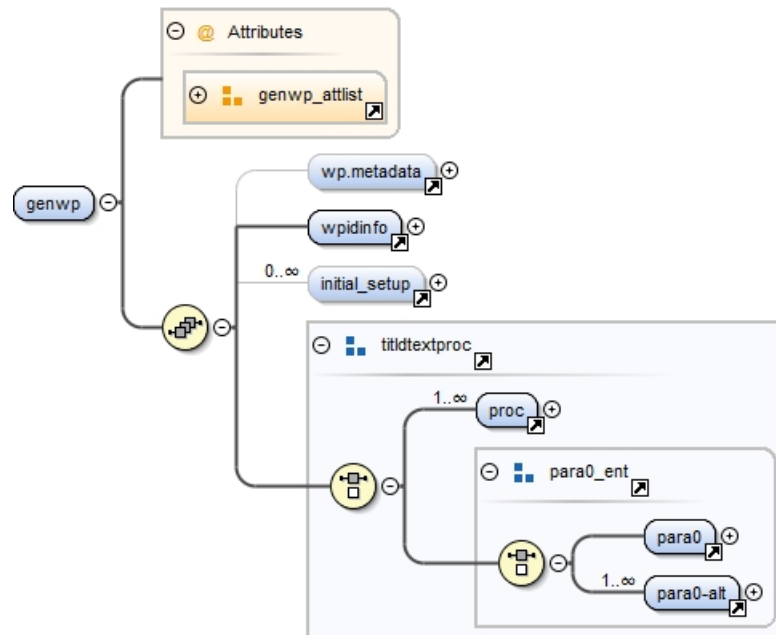 @ Attributes
genwp_attlist
genwp
wp.metadata
wpidinfo
0..∞
initial_setup
titldtextproc
1..∞
proc
para0_ent
para0
1..∞
para0-alt